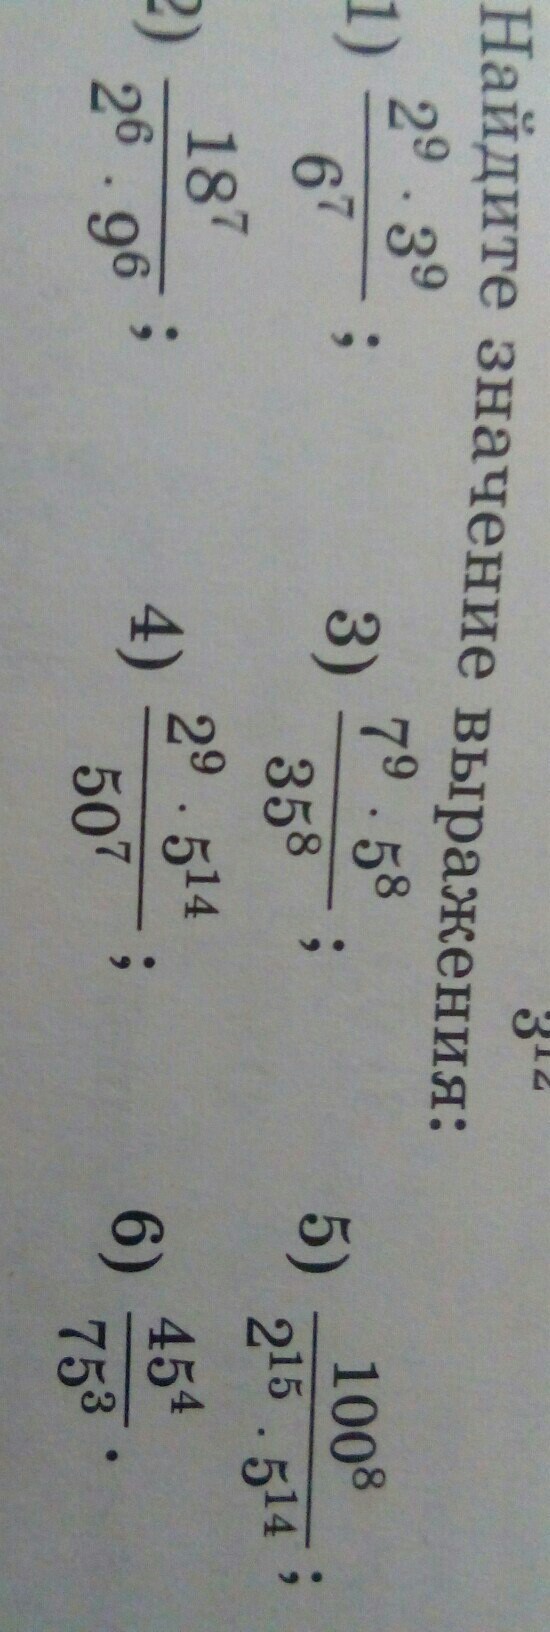 3¹²
Найдите значение выражения:
1) (2⁹ · 3⁹)/6⁷ ; 3) (7⁹ · 5⁸)/35⁸ ; 5) 100⁸/(2¹⁵ · 5¹⁴) ;
2) 18⁷/(2⁶ · 9⁶) ; 4) (2⁹ · 5¹⁴)/50⁷ ; 6) 45⁴/75³ .